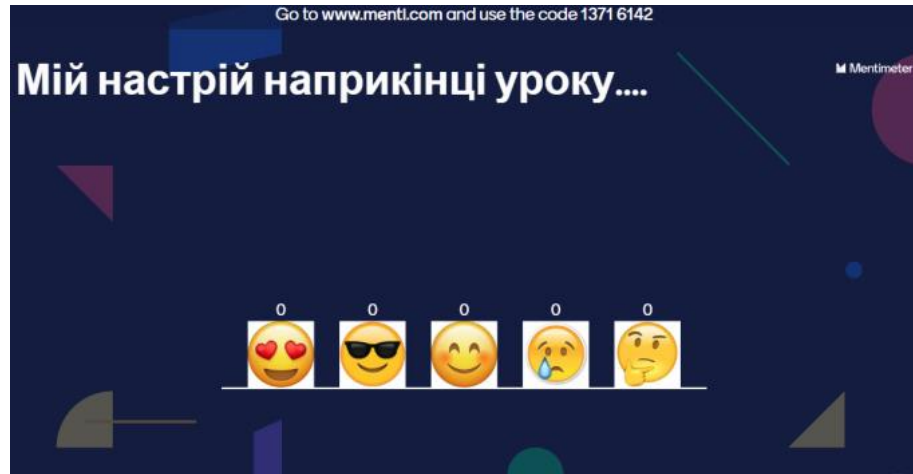 Go to www.menti.com and use the code 1371 6142
Мій настрій наприкінці уроку....
Mentimeter
0 0 0 0 0